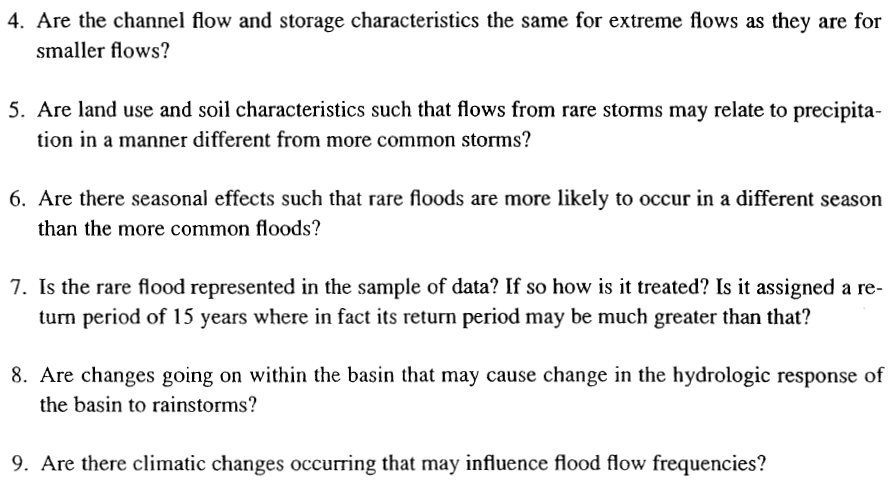 4. Are the channel flow and storage characteristics the same for extreme flows as they are for
smaller flows?
5. Are land use and soil characteristics such that flows from rare storms may relate to precipita-
tion in a manner different from more common storms?
6. Are there seasonal effects such that rare floods are more likely to occur in a different season
than the more common floods?
7. Is the rare flood represented in the sample of data? If so how is it treated? Is it assigned a re-
turn period of 15 years where in fact its return period may be much greater than that?
8. Are changes going on within the basin that may cause change in the hydrologic response of
the basin to rainstorms?
9. Are there climatic changes occurring that may influence flood flow frequencies?